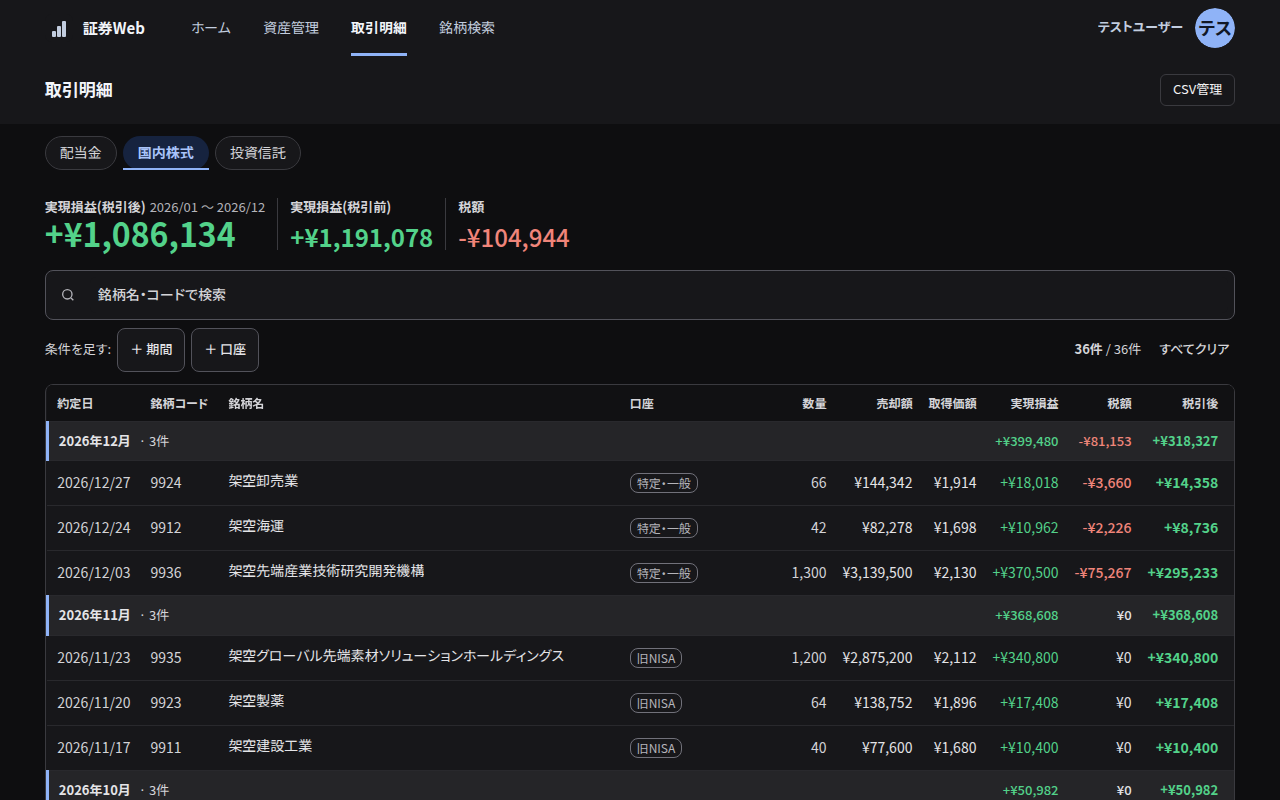 証券Web ホーム 資産管理 取引明細 銘柄検索 テストユーザー テス
取引明細 CSV管理
配当金 国内株式 投資信託
実現損益(税引後) 2026/01 〜 2026/12 実現損益(税引前) 税額
+¥1,086,134 +¥1,191,078 -¥104,944
銘柄名・コードで検索
条件を足す: ＋ 期間 ＋ 口座 36件 / 36件 すべてクリア
約定日 銘柄コード 銘柄名 口座 数量 売却額 取得価額 実現損益 税額 税引後
2026年12月 · 3件 +¥399,480 -¥81,153 +¥318,327
2026/12/27 9924 架空卸売業 特定・一般 66 ¥144,342 ¥1,914 +¥18,018 -¥3,660 +¥14,358
2026/12/24 9912 架空海運 特定・一般 42 ¥82,278 ¥1,698 +¥10,962 -¥2,226 +¥8,736
2026/12/03 9936 架空先端産業技術研究開発機構 特定・一般 1,300 ¥3,139,500 ¥2,130 +¥370,500 -¥75,267 +¥295,233
2026年11月 · 3件 +¥368,608 ¥0 +¥368,608
2026/11/23 9935 架空グローバル先端素材ソリューションホールディングス 旧NISA 1,200 ¥2,875,200 ¥2,112 +¥340,800 ¥0 +¥340,800
2026/11/20 9923 架空製薬 旧NISA 64 ¥138,752 ¥1,896 +¥17,408 ¥0 +¥17,408
2026/11/17 9911 架空建設工業 旧NISA 40 ¥77,600 ¥1,680 +¥10,400 ¥0 +¥10,400
2026年10月 · 3件 +¥50,982 ¥0 +¥50,982